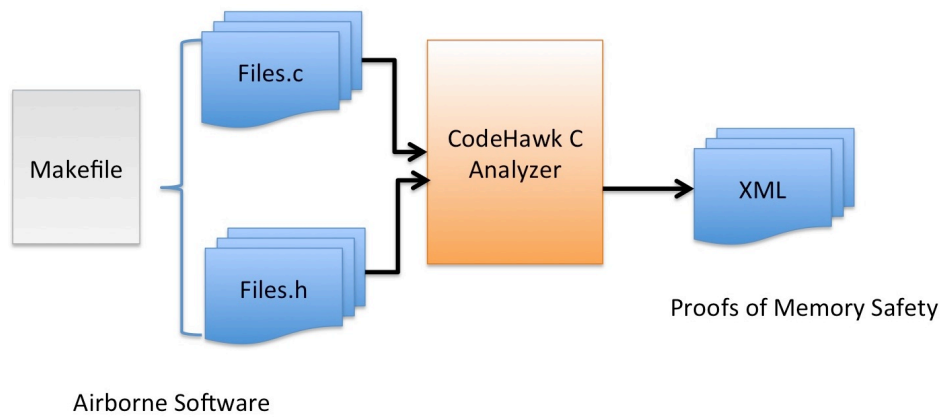 Files.c
Makefile
CodeHawk C
Analyzer
XML
Files.h
Proofs of Memory Safety
Airborne Software